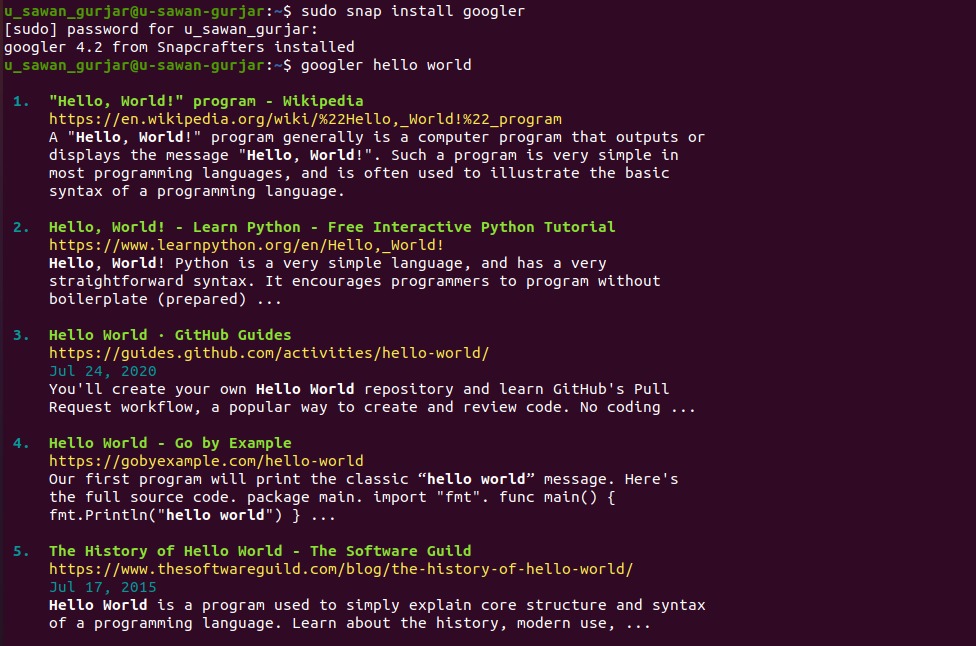 u_sawan_gurjar@u-sawan-gurjar:~$ sudo snap install googler
[sudo] password for u_sawan_gurjar:
googler 4.2 from Snapcrafters installed
u_sawan_gurjar@u-sawan-gurjar:~$ googler hello world
1. "Hello, World!" program - Wikipedia
https://en.wikipedia.org/wiki/%22Hello,_World!%22_program
A "Hello, World!" program generally is a computer program that outputs or
displays the message "Hello, World!". Such a program is very simple in
most programming languages, and is often used to illustrate the basic
syntax of a programming language.
2. Hello, World! - Learn Python - Free Interactive Python Tutorial
https://www.learnpython.org/en/Hello,_World!
Hello, World! Python is a very simple language, and has a very
straightforward syntax. It encourages programmers to program without
boilerplate (prepared) ...
3. Hello World · GitHub Guides
https://guides.github.com/activities/hello-world/
Jul 24, 2020
You'll create your own Hello World repository and learn GitHub's Pull
Request workflow, a popular way to create and review code. No coding ...
4. Hello World - Go by Example
https://gobyexample.com/hello-world
Our first program will print the classic “hello world” message. Here's
the full source code. package main. import "fmt". func main() {
fmt.Println("hello world") } ...
5. The History of Hello World - The Software Guild
https://www.thesoftwareguild.com/blog/the-history-of-hello-world/
Jul 17, 2015
Hello World is a program used to simply explain core structure and syntax
of a programming language. Learn about the history, modern use, ...